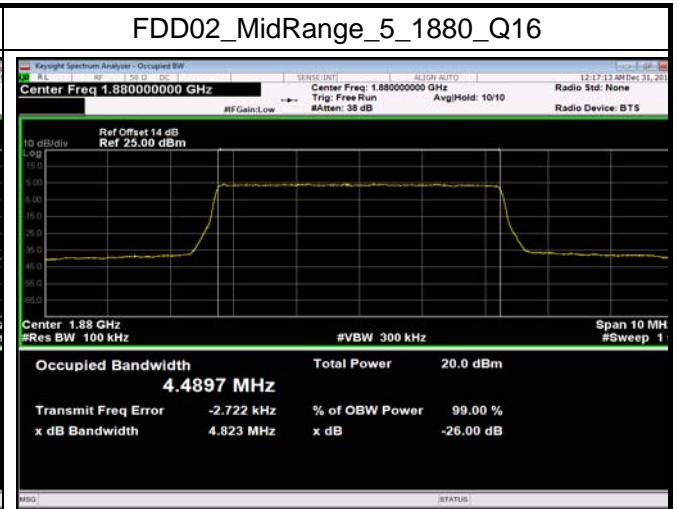 FDD02_MidRange_5_1880_Q16
Keysight Spectrum Analyzer - Occupied BW
RL RF 50 Ω DC SENSE:INT ALIGN AUTO 12:17:13 AM Dec 31, 201
Center Freq 1.880000000 GHz Center Freq: 1.880000000 GHz Radio Std: None
Trig: Free Run Avg|Hold: 10/10
#IFGain:Low #Atten: 38 dB Radio Device: BTS
Ref Offset 14 dB
10 dB/div Ref 25.00 dBm
Log
15.0
5.00
-5.00
-15.0
-25.0
-35.0
-45.0
-55.0
-65.0
Center 1.88 GHz Span 10 MH
#Res BW 100 kHz #VBW 300 kHz #Sweep 1
Occupied Bandwidth Total Power 20.0 dBm
4.4897 MHz
Transmit Freq Error -2.722 kHz % of OBW Power 99.00 %
x dB Bandwidth 4.823 MHz x dB -26.00 dB
MSG STATUS